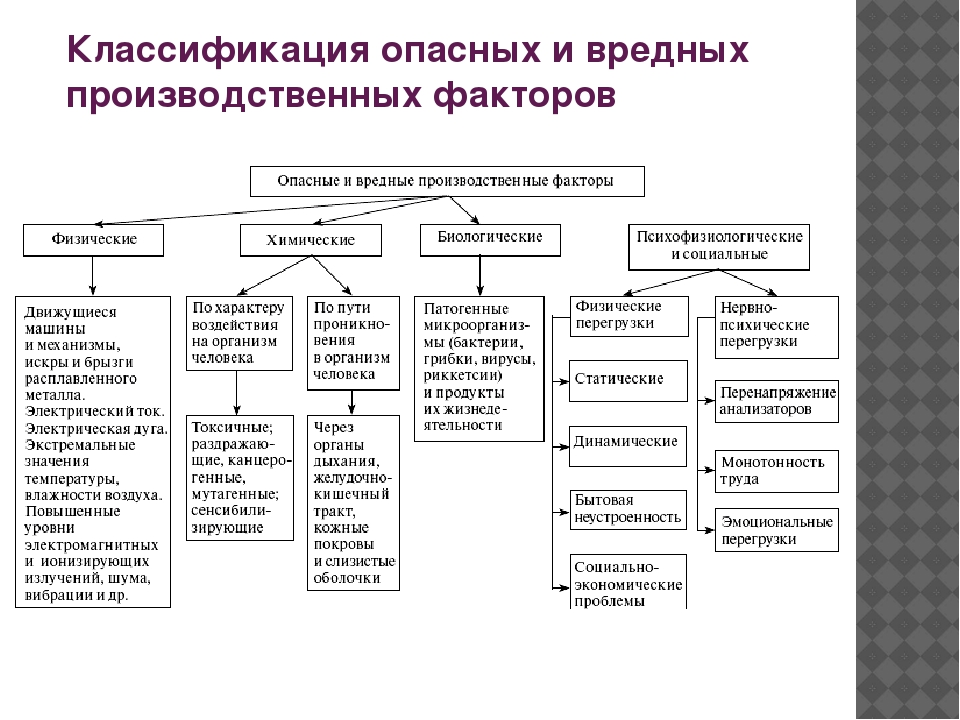 Классификация опасных и вредных
производственных факторов
Опасные и вредные производственные факторы
Физические
Химические
Биологические
Психофизиологические
и социальные
Движущиеся
машины
и механизмы,
искры и брызги
расплавленного
металла.
Электрический ток.
Электрическая дуга.
Экстремальные
значения
температуры,
влажности воздуха.
Повышенные
уровни
электромагнитных
и ионизирующих
излучений, шума,
вибрации и др.
По характеру
воздействия
на организм
человека
Токсичные;
раздражаю-
щие, канцеро-
генные,
мутагенные;
сенсибили-
зирующие
По пути
проникно-
вения
в организм
человека
Через
органы
дыхания,
желудочно-
кишечный
тракт,
кожные
покровы
и слизистые
оболочки
Патогенные
микроорганиз-
мы (бактерии,
грибки, вирусы,
риккетсии)
и продукты
их жизнеде-
ятельности
Физические
перегрузки
Статические
Динамические
Бытовая
неустроенность
Социально-
экономические
проблемы
Нервно-
психические
перегрузки
Перенапряжение
анализаторов
Монотонность
труда
Эмоциональные
перегрузки